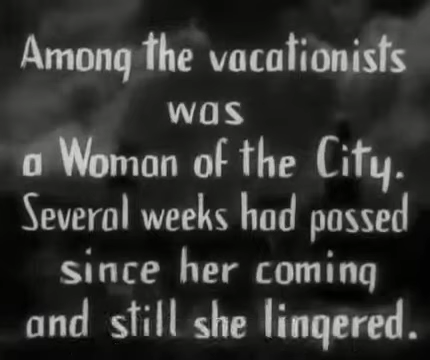 Among the vacationists
was
a Woman of the City.
Several weeks had passed
since her coming
and still she lingered.